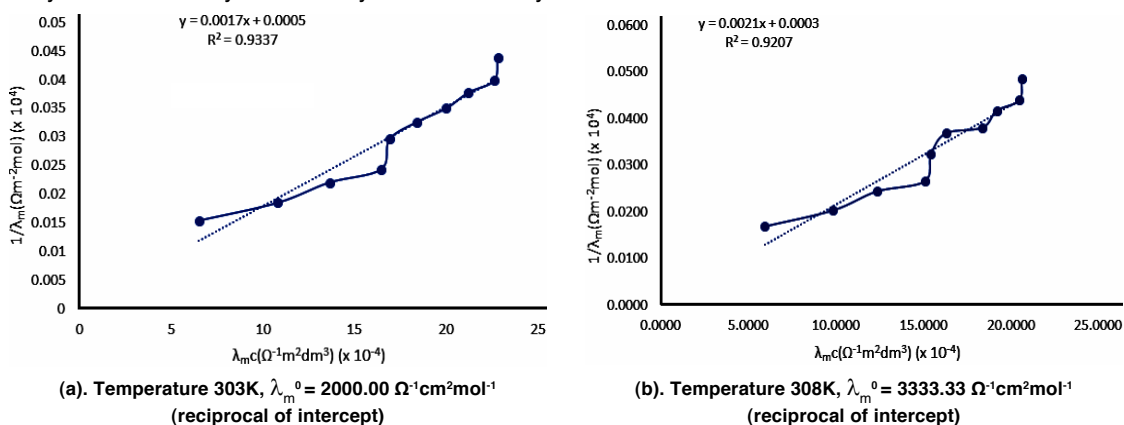 y = 0.0017x + 0.0005
R² = 0.9337
0.05
0.045
0.04
0.035
0.03
0.025
0.02
0.015
0.01
0.005
0
1/λₘ(Ωm⁻²mol) (x 10⁴)
0 5 10 15 20 25
λₘc(Ω⁻¹m²dm³) (x 10⁻⁴)
(a). Temperature 303K, λₘ⁰ = 2000.00 Ω⁻¹cm²mol⁻¹
(reciprocal of intercept)
y = 0.0021x + 0.0003
R² = 0.9207
0.0600
0.0500
0.0400
0.0300
0.0200
0.0100
0.0000
1/λₘ(Ωm⁻²mol) (x 10⁴)
0.0000 5.0000 10.0000 15.0000 20.0000 25.0000
λₘc(Ω⁻¹m²dm³) (x 10⁻⁴)
(b). Temperature 308K, λₘ⁰ = 3333.33 Ω⁻¹cm²mol⁻¹
(reciprocal of intercept)